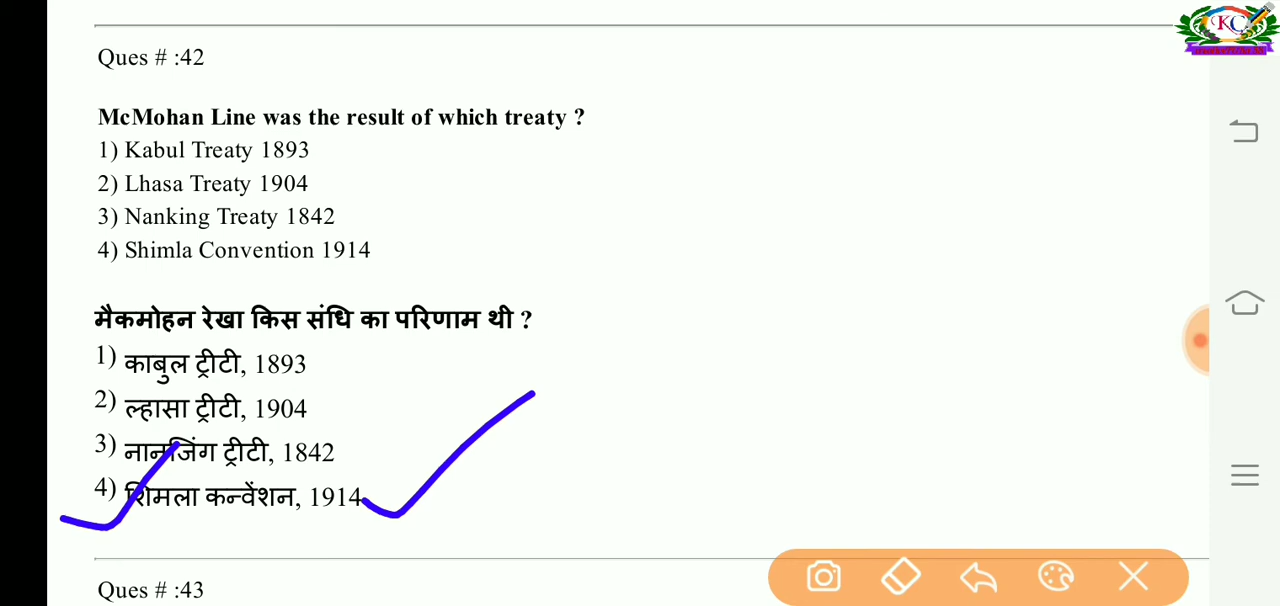 Ques # :42
McMohan Line was the result of which treaty ?
1) Kabul Treaty 1893
2) Lhasa Treaty 1904
3) Nanking Treaty 1842
4) Shimla Convention 1914
मैकमोहन रेखा किस संधि का परिणाम थी ?
1) काबुल ट्रीटी, 1893
2) ल्हासा ट्रीटी, 1904
3) नानजिंग ट्रीटी, 1842
4) शिमला कन्वेंशन, 1914
Ques # :43
KC